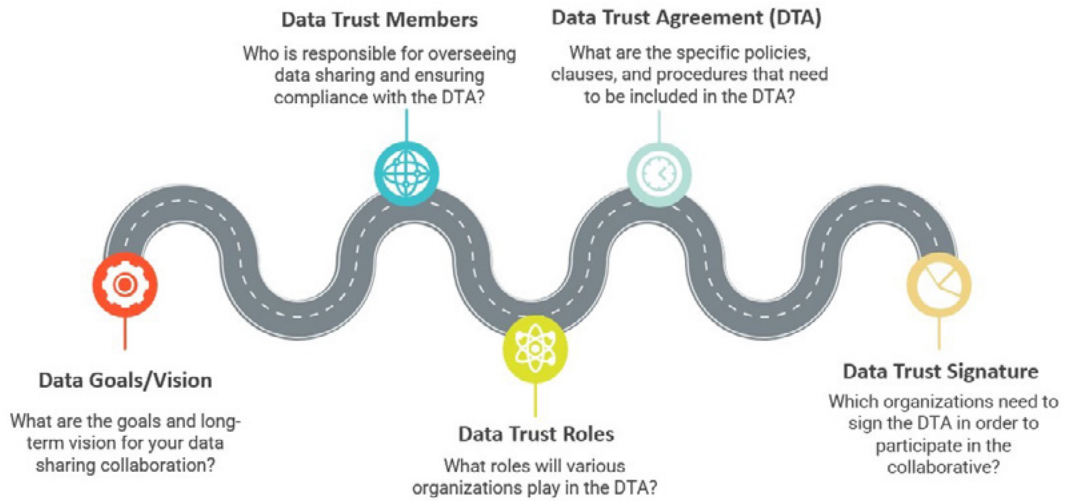 Data Trust Members
Who is responsible for overseeing
data sharing and ensuring
compliance with the DTA?
Data Trust Agreement (DTA)
What are the specific policies,
clauses, and procedures that need
to be included in the DTA?
Data Goals/Vision
What are the goals and long-
term vision for your data
sharing collaboration?
Data Trust Roles
What roles will various
organizations play in the DTA?
Data Trust Signature
Which organizations need to
sign the DTA in order to
participate in the
collaborative?